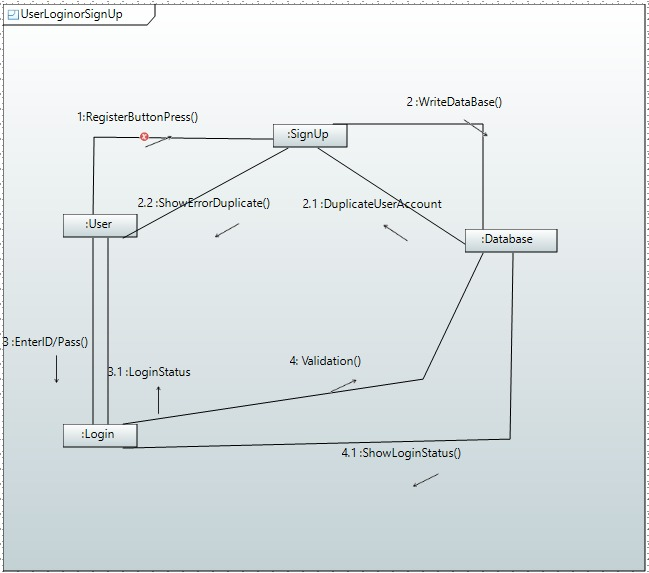 UserLoginorSignUp
2 :WriteDataBase()
1:RegisterButtonPress()
:SignUp
2.2 :ShowErrorDuplicate()
2.1 :DuplicateUserAccount
:User
:Database
3 :EnterID/Pass()
4: Validation()
3.1 :LoginStatus
:Login
4.1 :ShowLoginStatus()